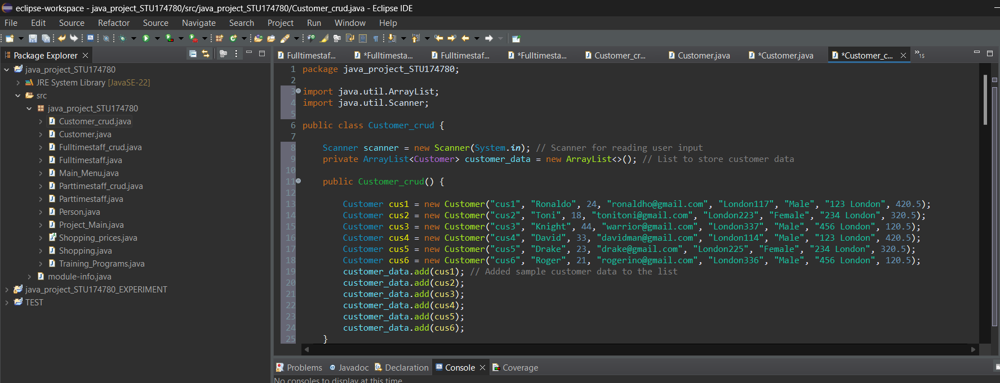 eclipse-workspace - java_project_STU174780/src/java_project_STU174780/Customer_crud.java - Eclipse IDE
File Edit Source Refactor Source Navigate Search Project Run Window Help
Package Explorer
java_project_STU174780
JRE System Library [JavaSE-22]
src
java_project_STU174780
Customer_crud.java
Customer.java
Fulltimestaff_crud.java
Fulltimestaff.java
Main_Menu.java
Parttimestaff_crud.java
Parttimestaff.java
Person.java
Project_Main.java
Shopping_prices.java
Shopping.java
Training_Programs.java
module-info.java
java_project_STU174780_EXPERIMENT
TEST
Fulltimestaf... *Fulltimesta... Fulltimestaf... *Fulltimesta... Customer_cr... Customer.java *Customer.java *Customer_c... »15
1 package java_project_STU174780;
2
3 import java.util.ArrayList;
4 import java.util.Scanner;
5
6 public class Customer_crud {
7
8 Scanner scanner = new Scanner(System.in); // Scanner for reading user input
9 private ArrayList<Customer> customer_data = new ArrayList<>(); // List to store customer data
10
11 public Customer_crud() {
12
13 Customer cus1 = new Customer("cus1", "Ronaldo", 24, "ronaldho@gmail.com", "London117", "Male","123 London", 420.5);
14 Customer cus2 = new Customer("cus2", "Toni", 18, "tonitoni@gmail.com", "London223", "Female", "234 London", 320.5);
15 Customer cus3 = new Customer("cus3", "Knight", 44, "warrior@gmail.com", "London337", "Male", "456 London", 120.5);
16 Customer cus4 = new Customer("cus4", "David", 33, "davidman@gmail.com", "London114", "Male", "123 London", 420.5);
17 Customer cus5 = new Customer("cus5", "Drake", 23, "drake@gmail.com", "London225", "Female", "234 London", 320.5);
18 Customer cus6 = new Customer("cus6", "Roger", 21, "rogerino@gmail.com", "London336", "Male", "456 London", 120.5);
19 customer_data.add(cus1); // Added sample customer data to the list
20 customer_data.add(cus2);
21 customer_data.add(cus3);
22 customer_data.add(cus4);
23 customer_data.add(cus5);
24 customer_data.add(cus6);
25 }
Problems Javadoc Declaration Console Coverage
No consoles to display at this time.